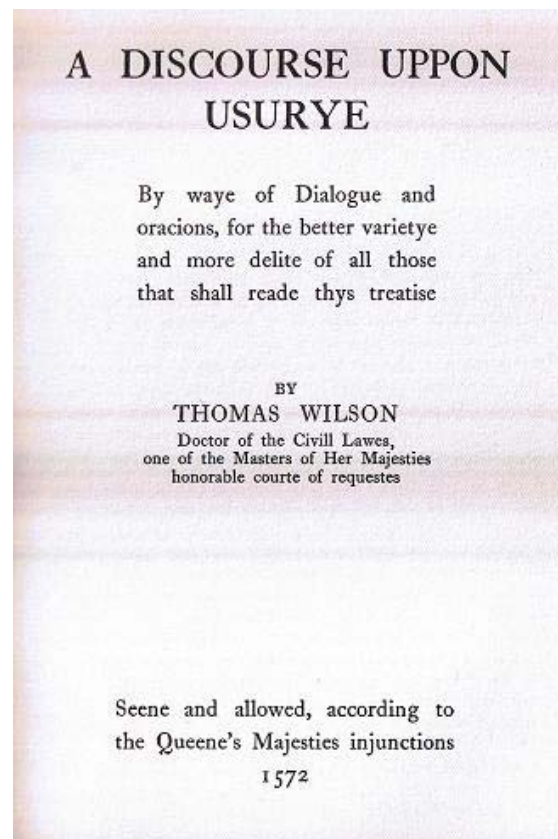 A DISCOURSE UPPON
USURYE
By waye of Dialogue and
oracions, for the better varietye
and more delite of all those
that shall reade thys treatise
BY
THOMAS WILSON
Doctor of the Civill Lawes,
one of the Masters of Her Majesties
honorable courte of requestes
Seene and allowed, according to
the Queene's Majesties injunctions
1572